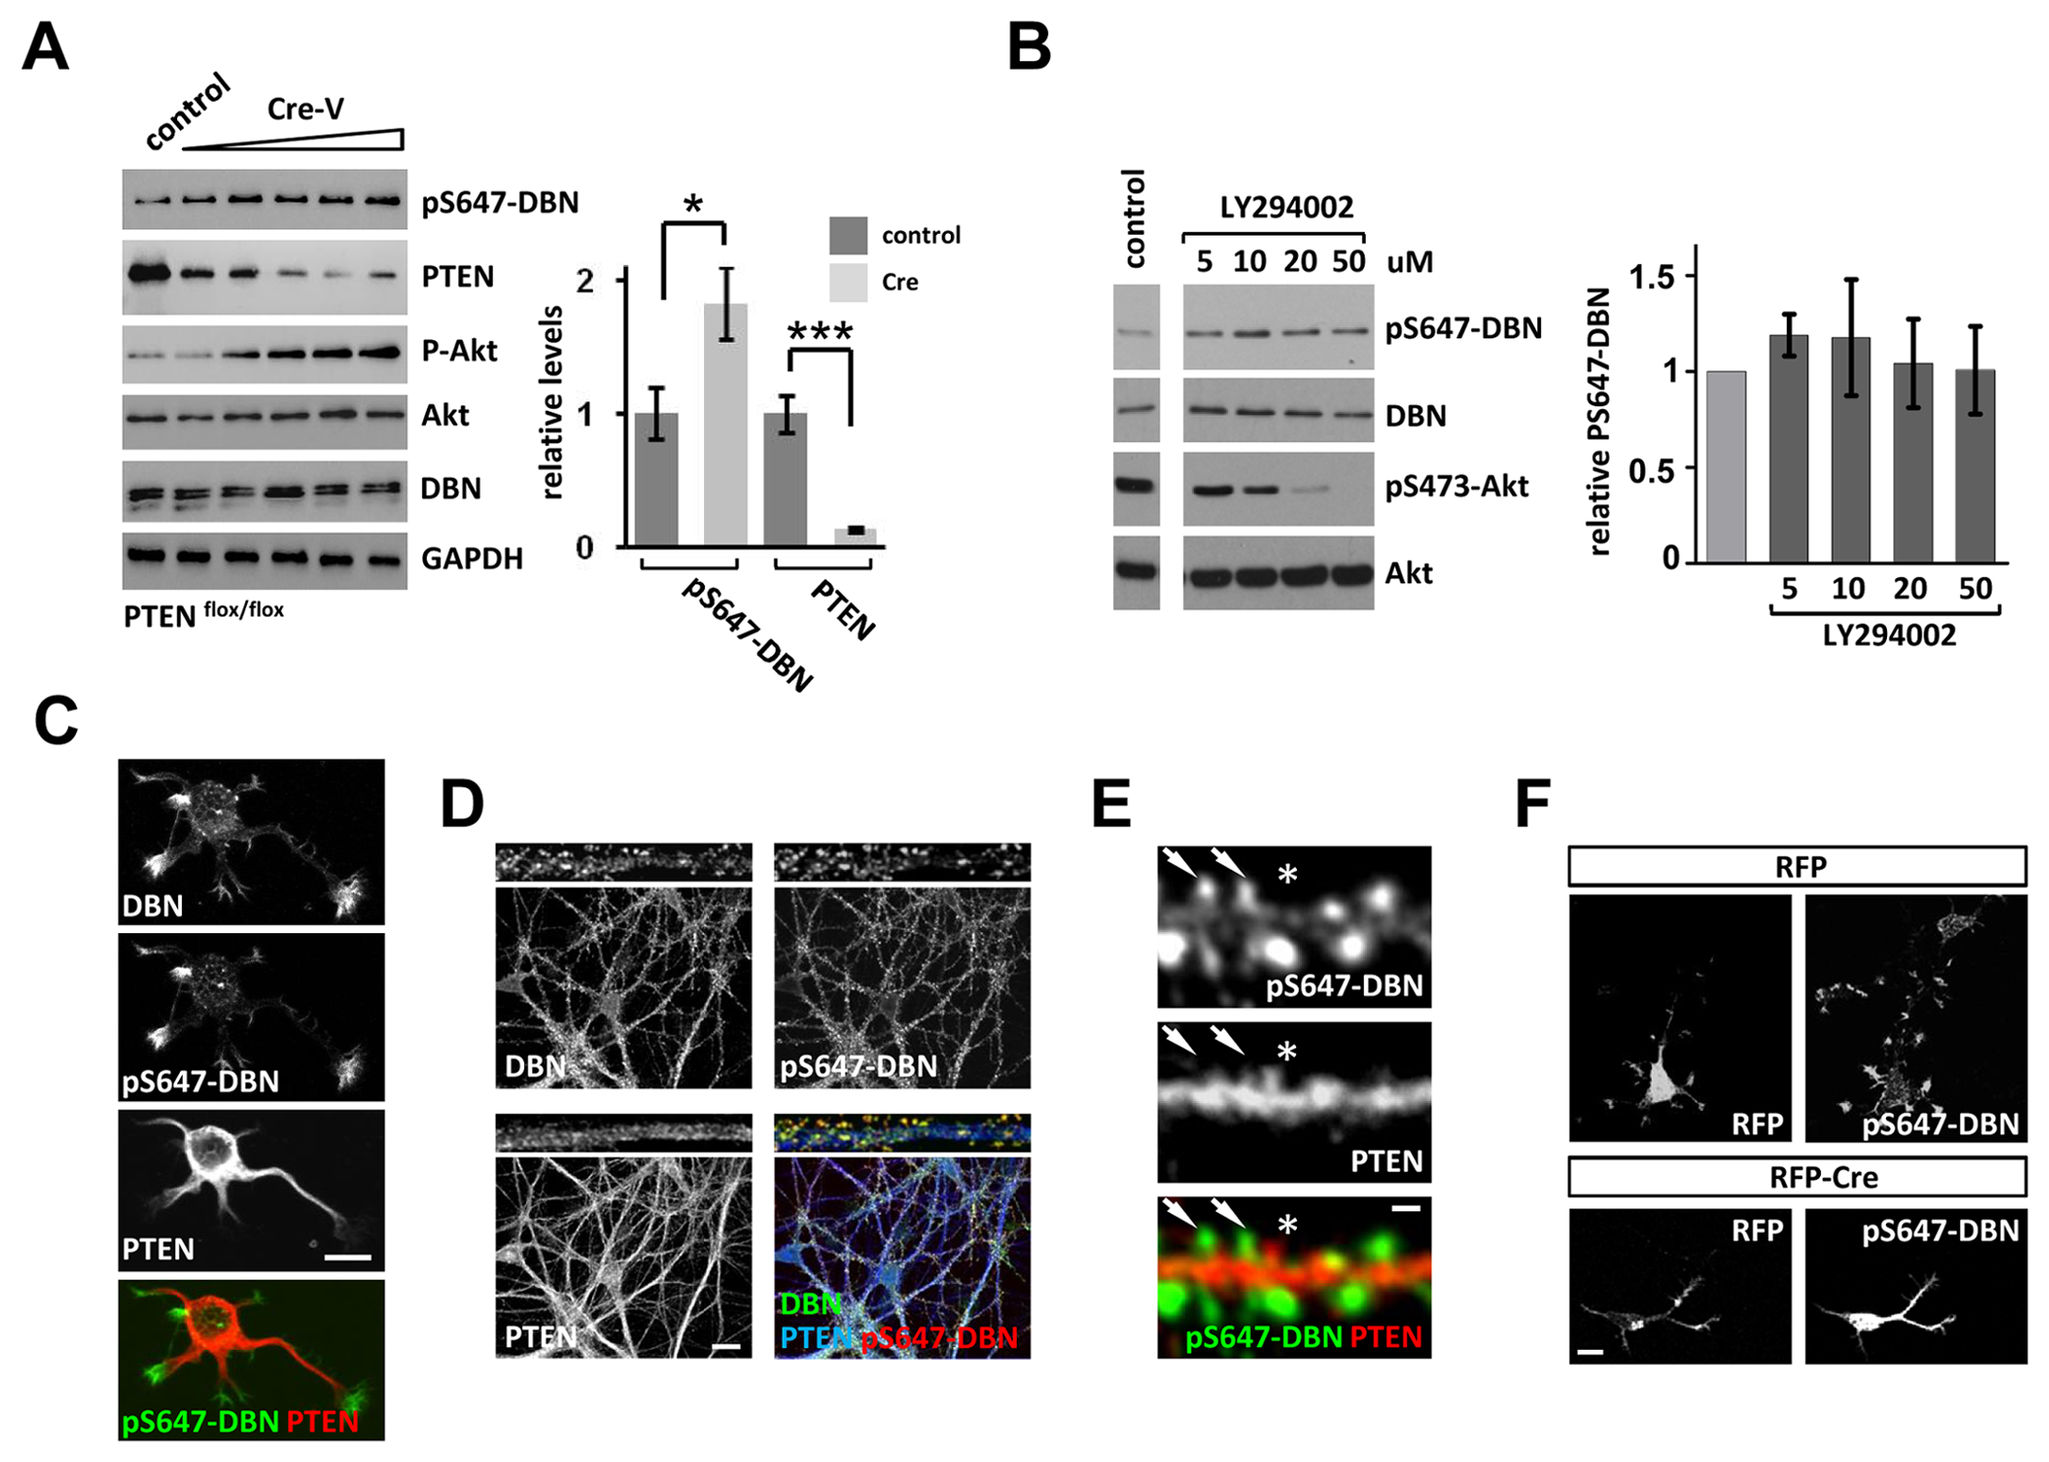 A
control
Cre-V
pS647-DBN
PTEN
P-Akt
Akt
DBN
GAPDH
PTEN flox/flox
relative levels
2
1
0
*
***
control
Cre
pS647-DBN
PTEN
B
control
LY294002
5 10 20 50 uM
pS647-DBN
DBN
pS473-Akt
Akt
relative PS647-DBN
1.5
1
0.5
0
5 10 20 50
LY294002
C
DBN
pS647-DBN
PTEN
pS647-DBN PTEN
D
DBN
pS647-DBN
PTEN
DBN
PTEN pS647-DBN
E
*
pS647-DBN
*
PTEN
*
pS647-DBN PTEN
F
RFP
RFP
pS647-DBN
RFP-Cre
RFP
pS647-DBN